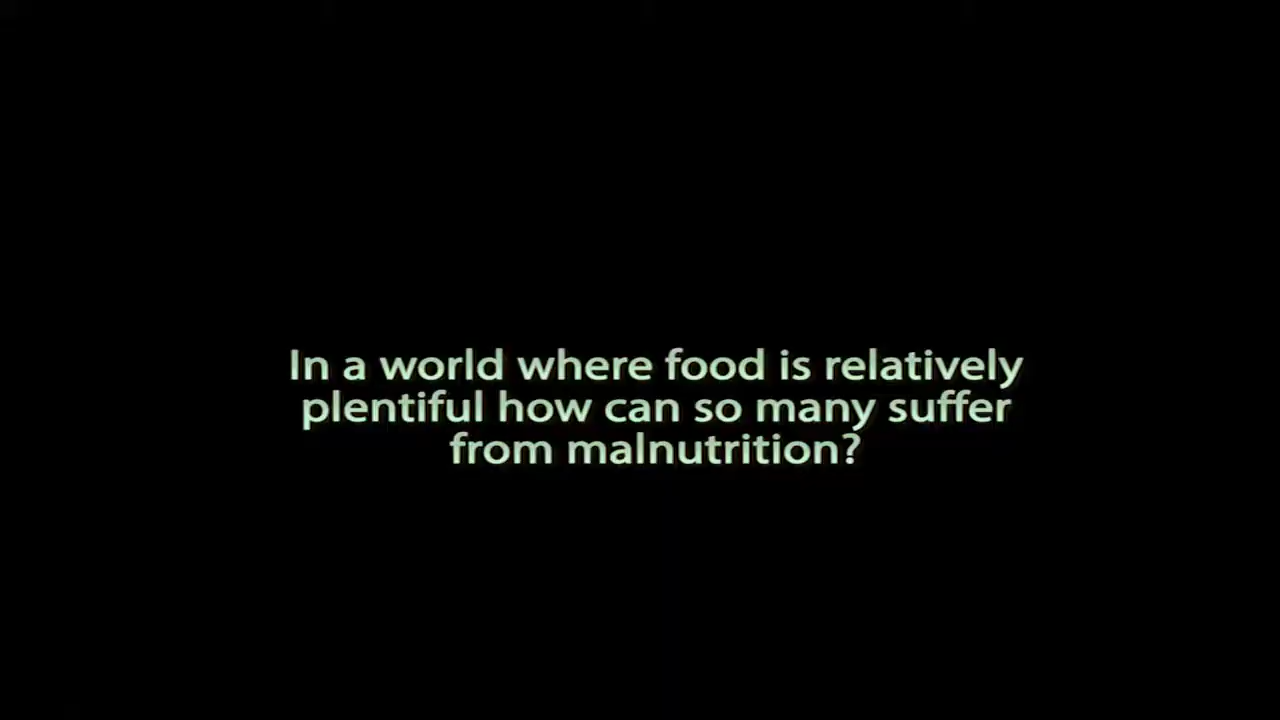 In a world where food is relatively
plentiful how can so many suffer
from malnutrition?